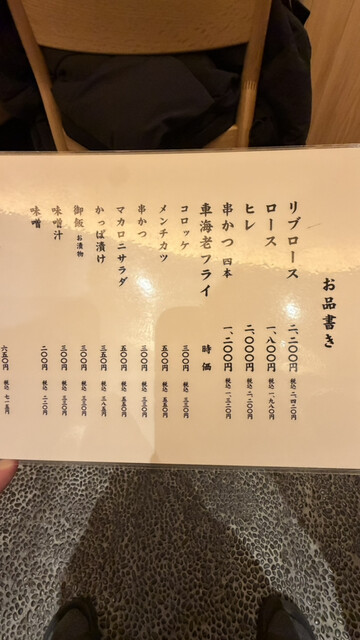 お品書き
リブロース 二、二〇〇円 税込 二、四二〇円
ロース 一、八〇〇円 税込 一、九八〇円
ヒレ 二、〇〇〇円 税込 二、二〇〇円
串かつ 四本 一、二〇〇円 税込 一、三二〇円
車海老フライ 時価
コロッケ 三〇〇円 税込 三三〇円
メンチカツ 五〇〇円 税込 五五〇円
串かつ 三〇〇円 税込 三三〇円
マカロニサラダ 五〇〇円 税込 五五〇円
かっぱ漬け 三五〇円 税込 三八五円
御飯 お漬物 三〇〇円 税込 三三〇円
味噌汁 三〇〇円 税込 三三〇円
味噌 二〇〇円 税込 二二〇円
六五〇円 税込 七一五円